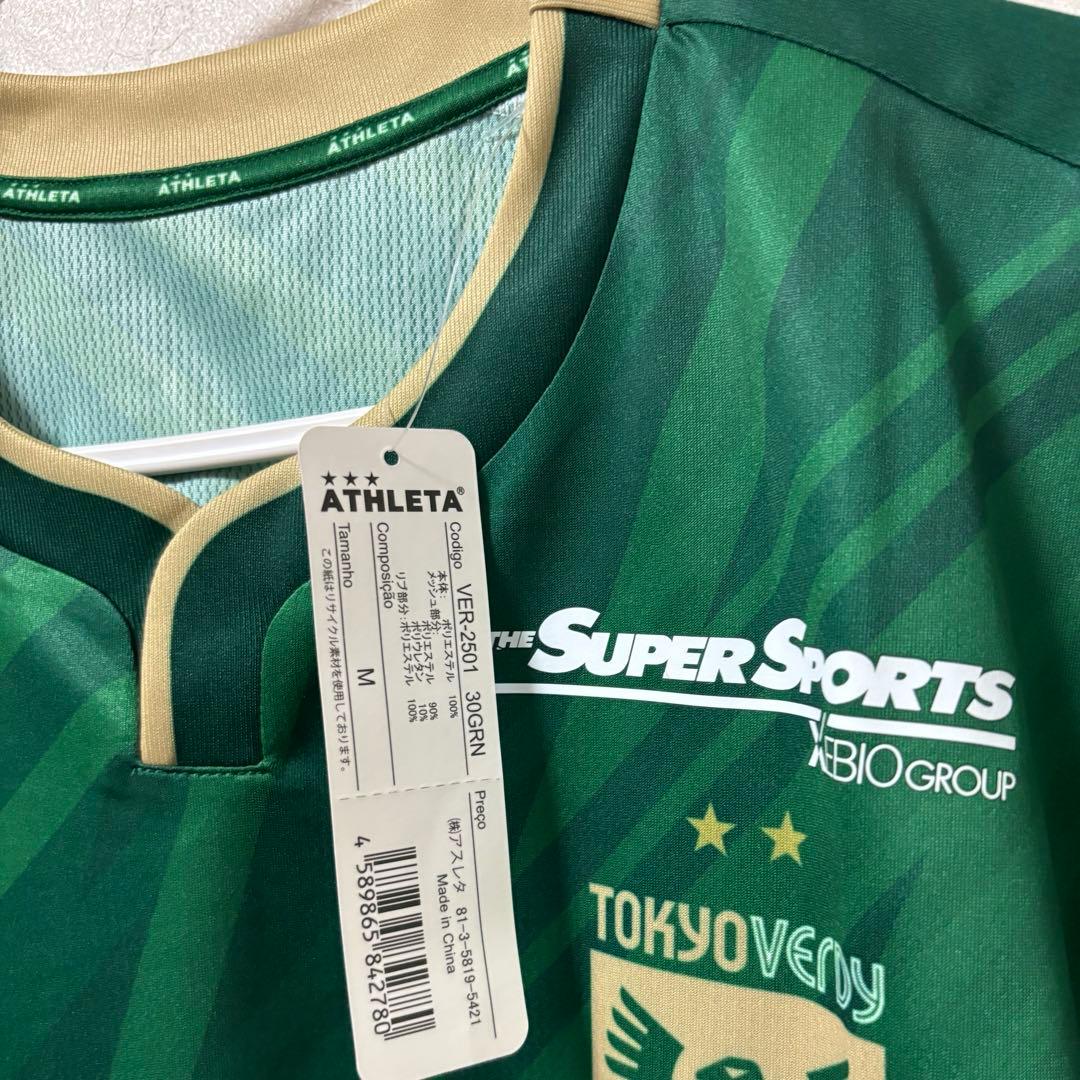 ATHLETA
ATHLETA
ATHLETA
AT
ATHLETA®
Codigo VER-2501 30GRN
本体: ポリエステル 100%
メッシュ部分: ポリエステル 90%
ポリウレタン 10%
リブ部分: ポリエステル 100%
Composição
Tamanho M
この紙はリサイクル素材を使用しております。
Preço
(株)アスレタ 81-3-5819-5421
Made in China
4 589865 842780
THE SUPER SPORTS
XEBIO GROUP
TOKYO VERDY